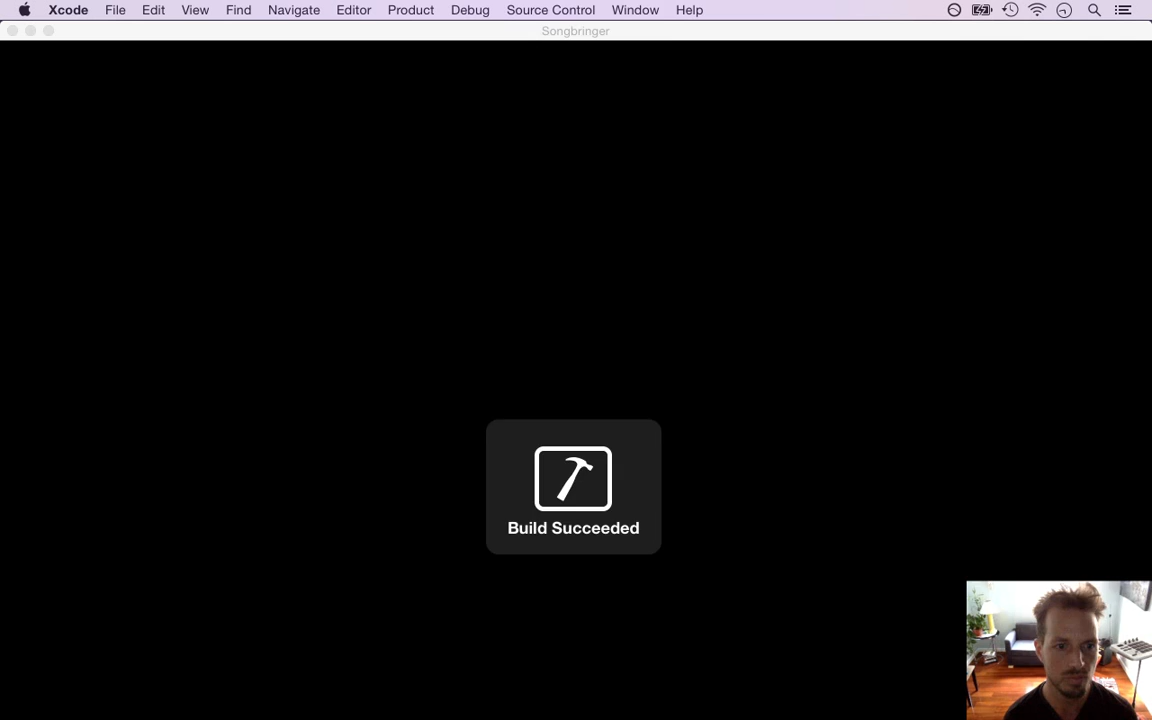 Xcode File Edit View Find Navigate Editor Product Debug Source Control Window Help
Songbringer
Build Succeeded